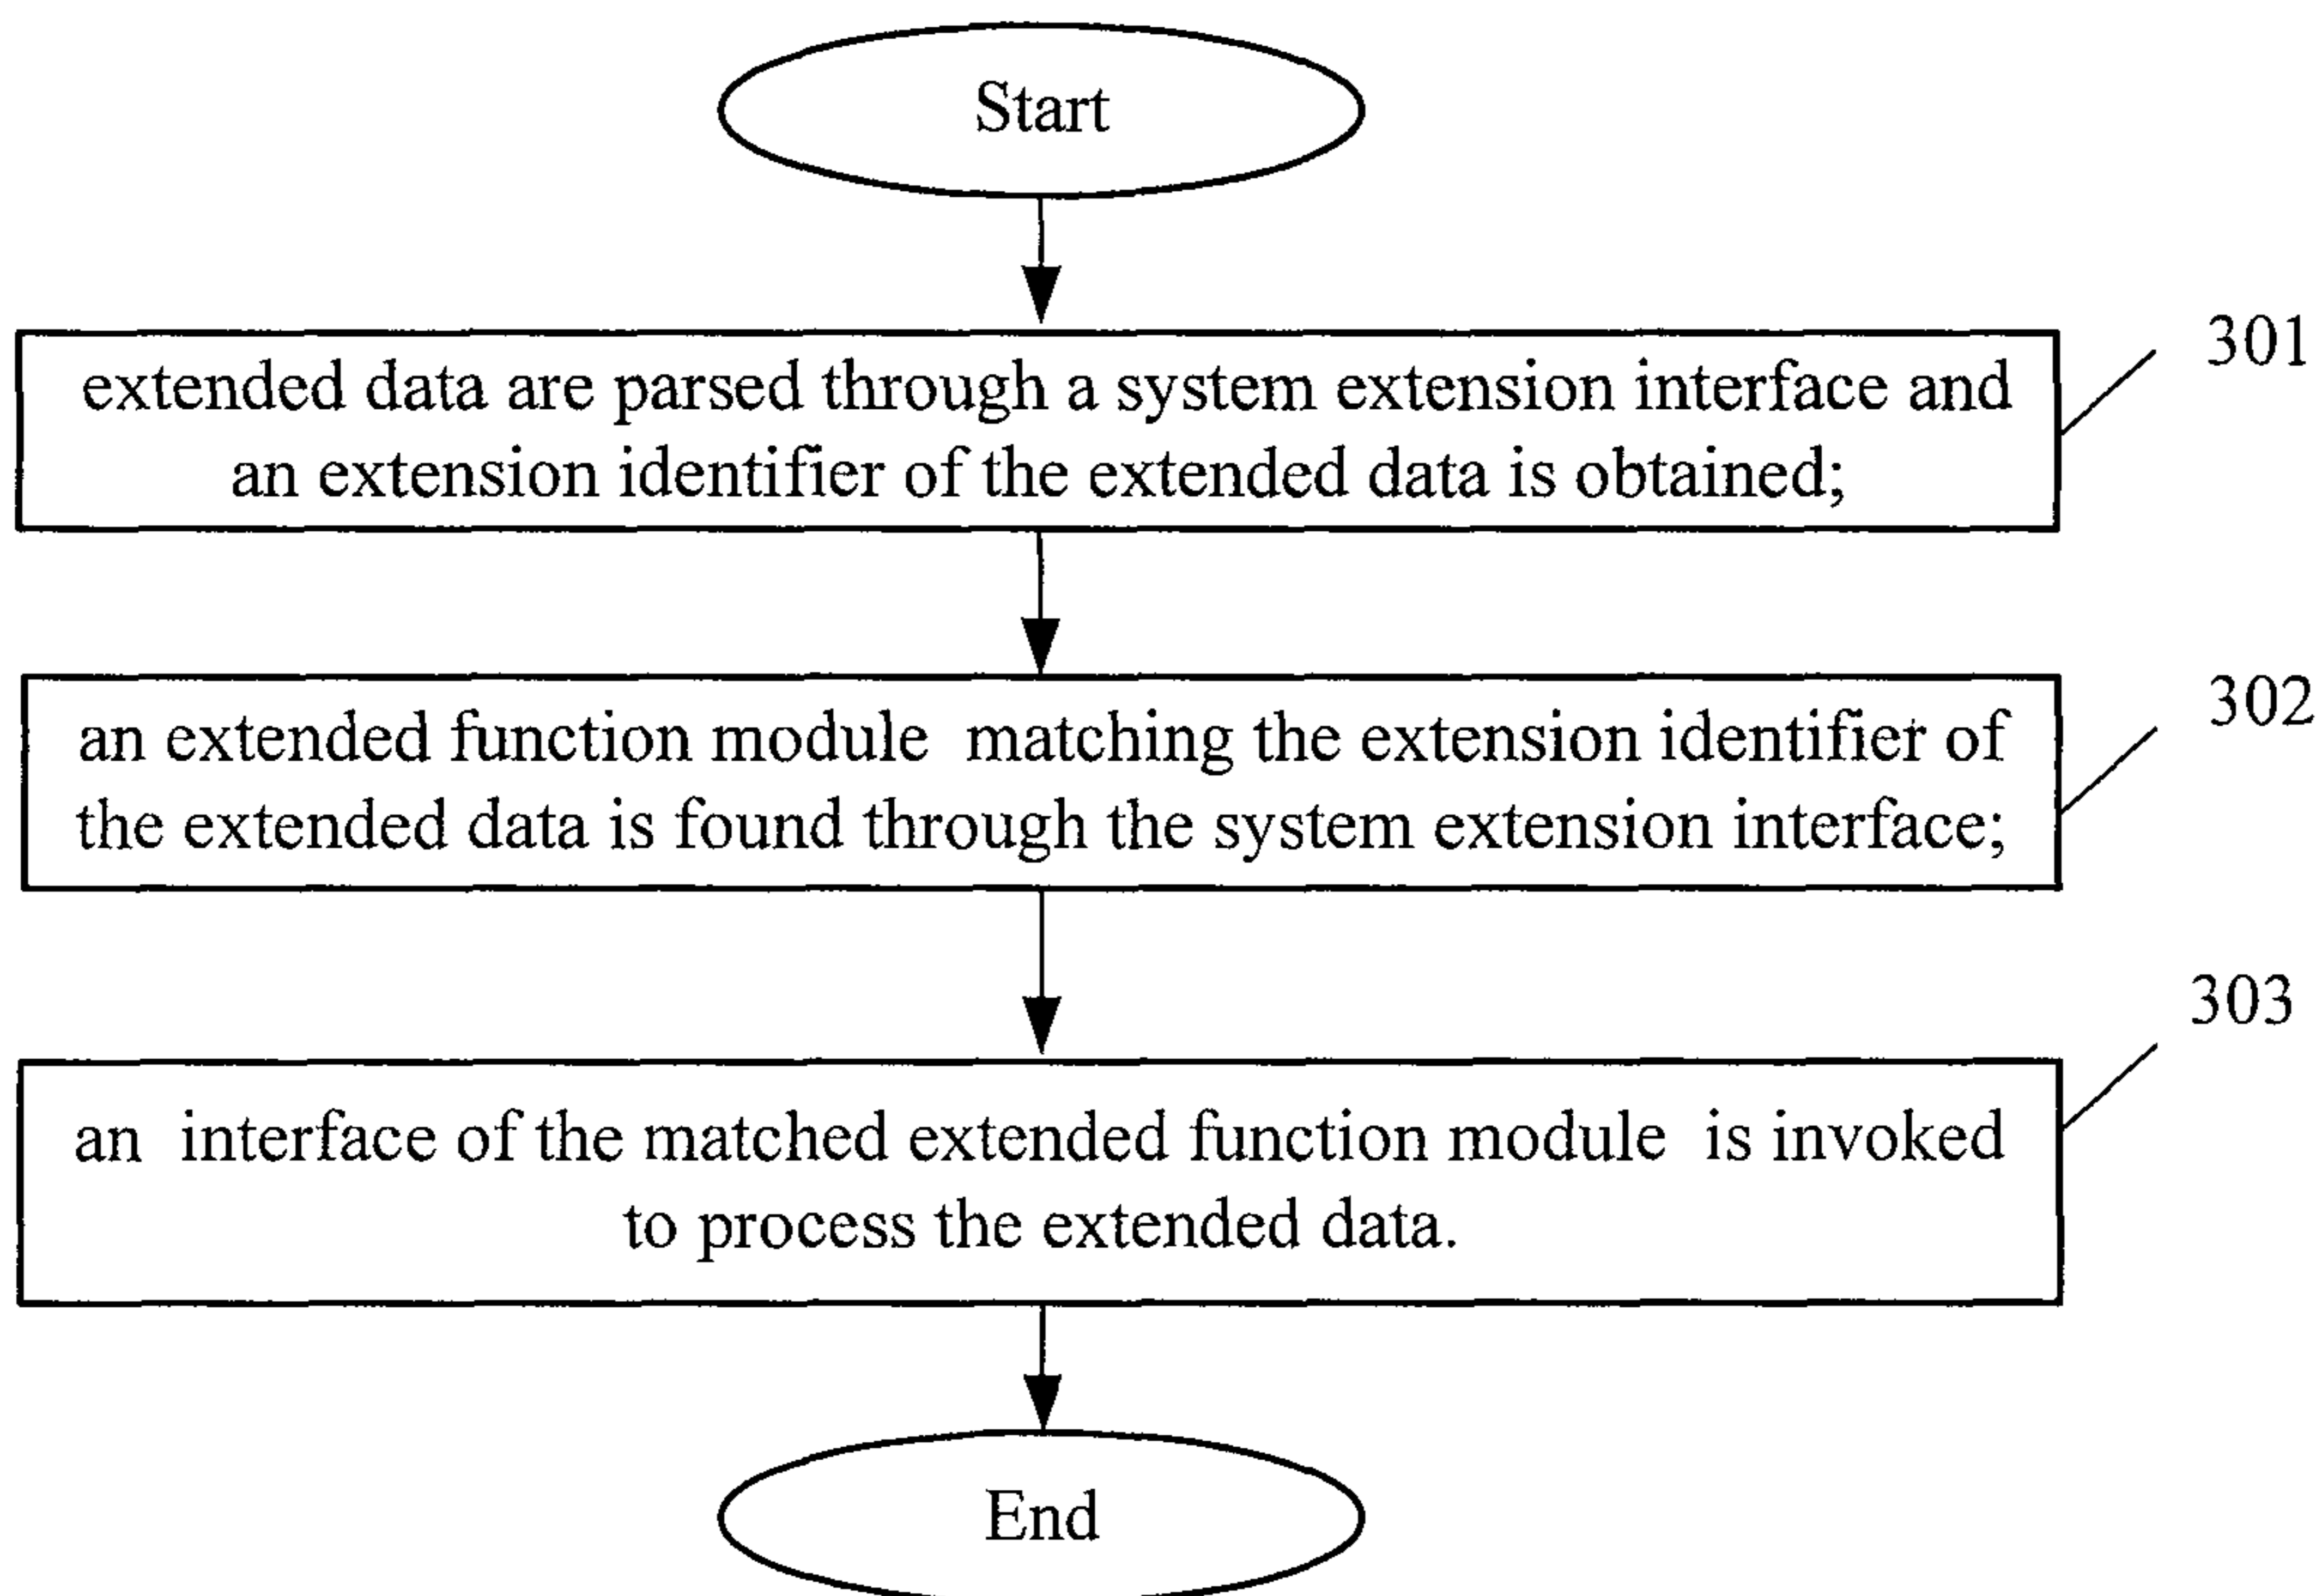 Start
extended data are parsed through a system extension interface and
an extension identifier of the extended data is obtained;
301
an extended function module matching the extension identifier of
the extended data is found through the system extension interface;
302
an interface of the matched extended function module is invoked
to process the extended data.
303
End